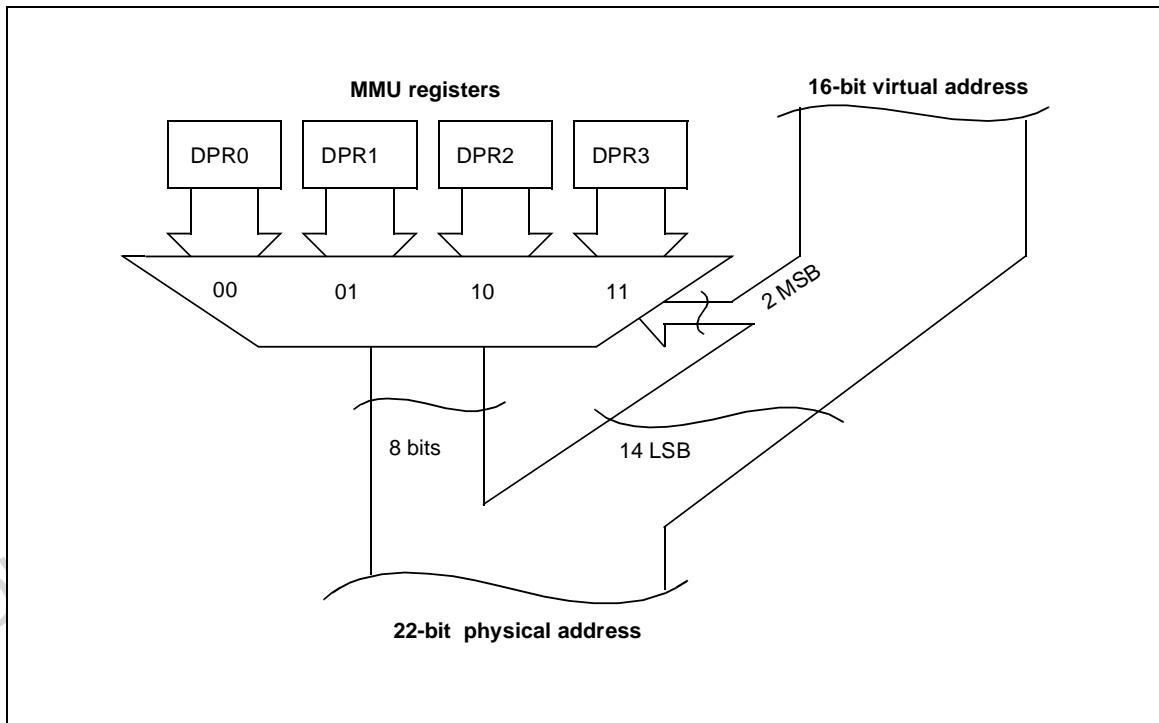 MMU registers
16-bit virtual address
DPR0
DPR1
DPR2
DPR3
00
01
10
11
2 MSB
8 bits
14 LSB
22-bit physical address